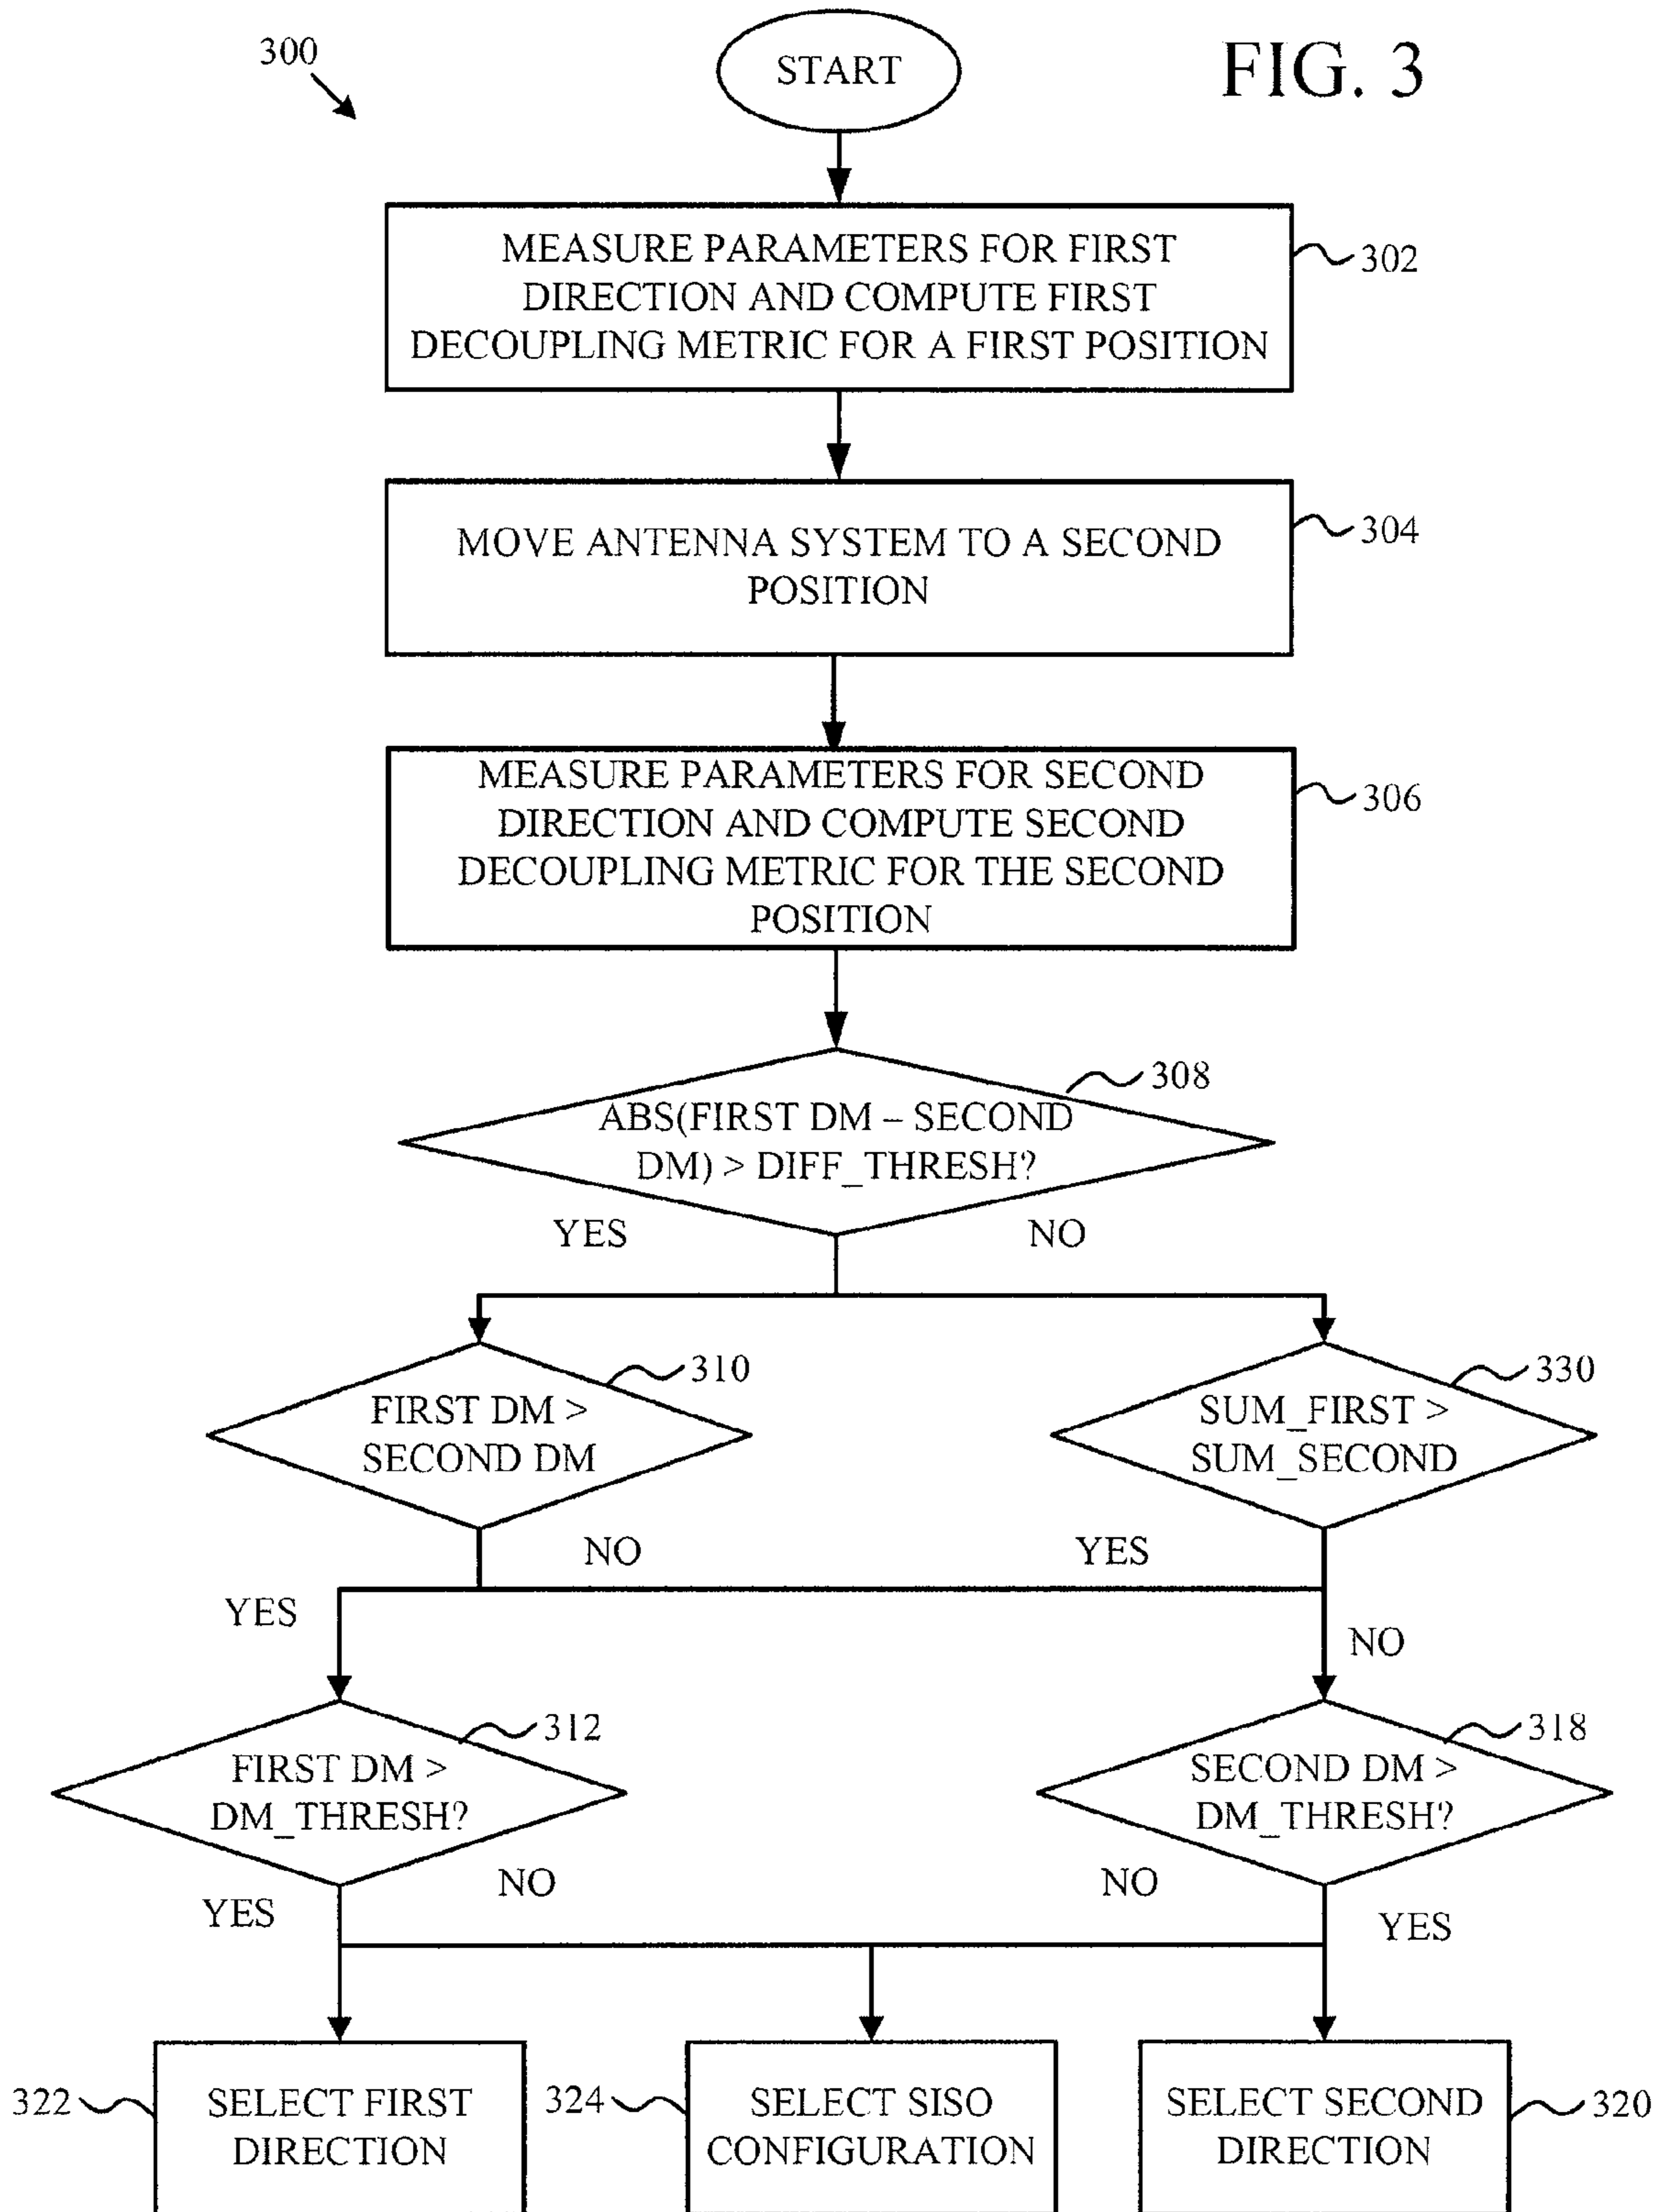 300
START
FIG. 3
MEASURE PARAMETERS FOR FIRST
DIRECTION AND COMPUTE FIRST
DECOUPLING METRIC FOR A FIRST POSITION
302
MOVE ANTENNA SYSTEM TO A SECOND
POSITION
304
MEASURE PARAMETERS FOR SECOND
DIRECTION AND COMPUTE SECOND
DECOUPLING METRIC FOR THE SECOND
POSITION
306
308
ABS(FIRST DM – SECOND
DM) > DIFF_THRESH?
YES
NO
310
FIRST DM >
SECOND DM
330
SUM_FIRST >
SUM_SECOND
NO
YES
YES
NO
312
FIRST DM >
DM_THRESH?
318
SECOND DM >
DM_THRESH?
NO
NO
YES
YES
322
SELECT FIRST
DIRECTION
324
SELECT SISO
CONFIGURATION
SELECT SECOND
DIRECTION
320